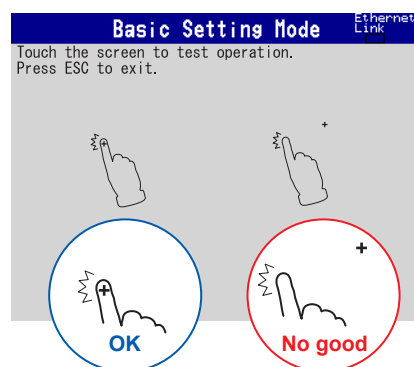 Basic Setting Mode
Ethernet
Link
Touch the screen to test operation.
Press ESC to exit.
OK
No good